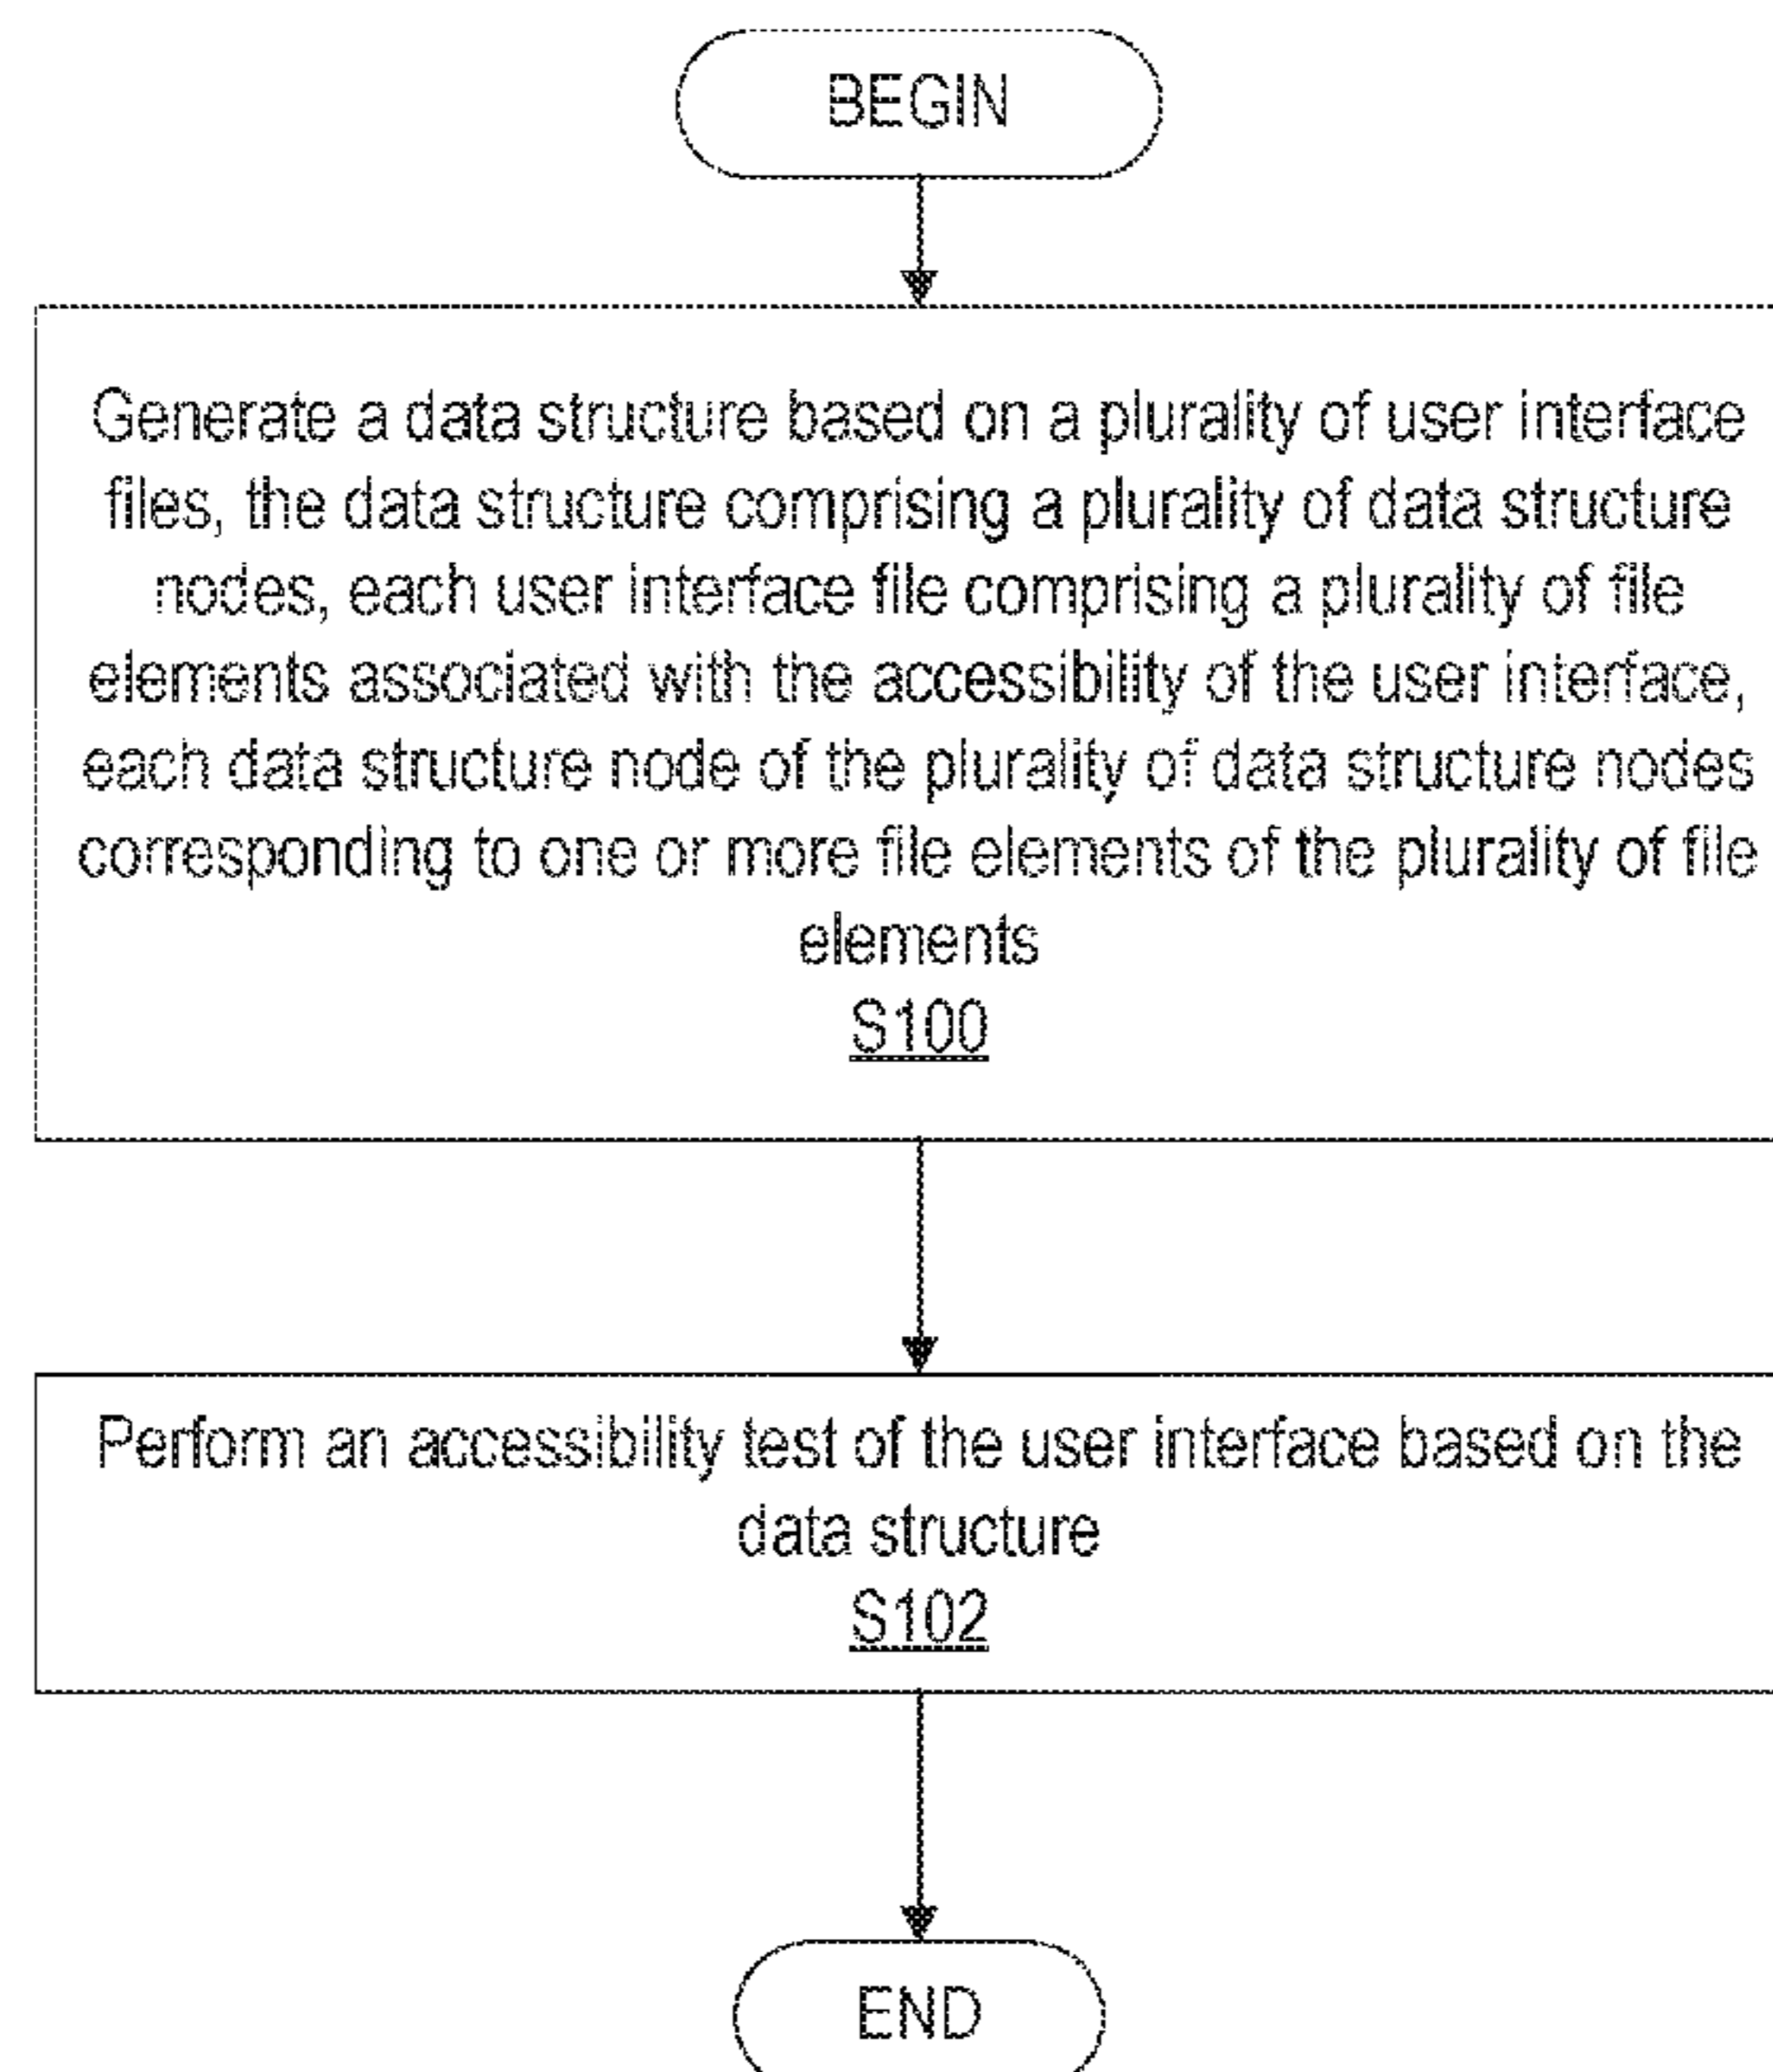 BEGIN
Generate a data structure based on a plurality of user interface
files, the data structure comprising a plurality of data structure
nodes, each user interface file comprising a plurality of file
elements associated with the accessibility of the user interface,
each data structure node of the plurality of data structure nodes
corresponding to one or more file elements of the plurality of file
elements
S100
Perform an accessibility test of the user interface based on the
data structure
S102
END